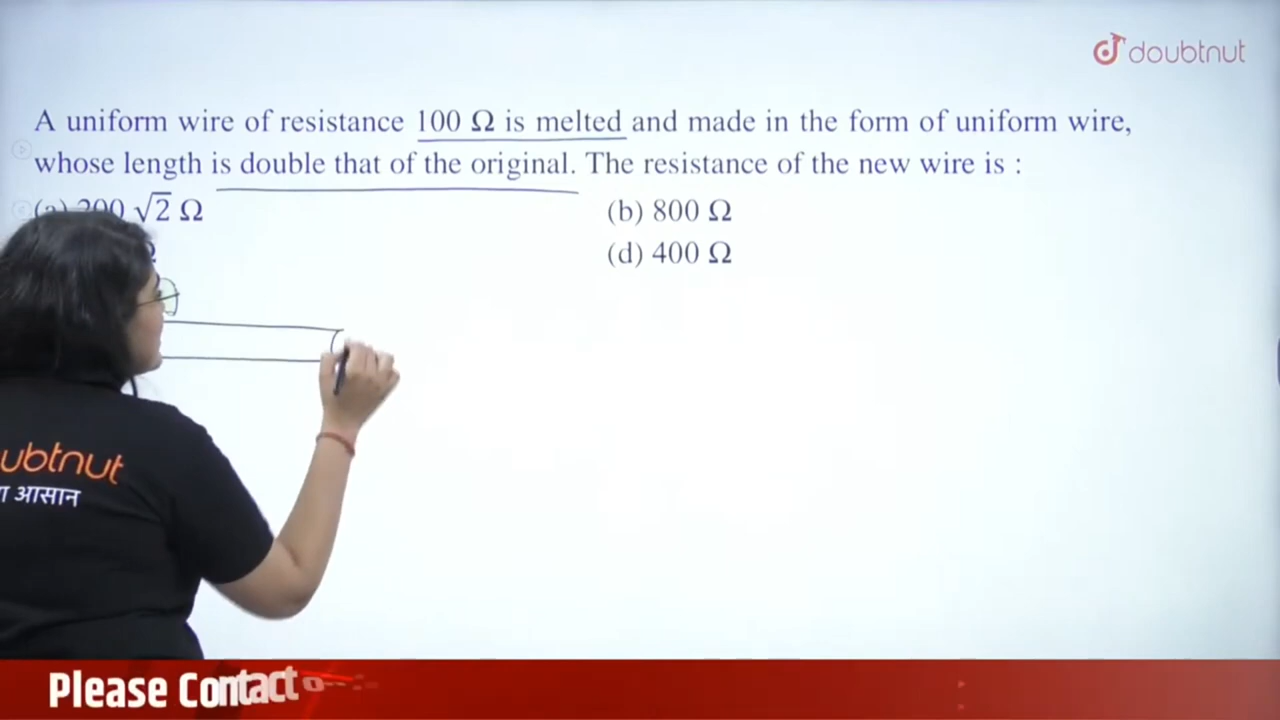 doubtnut
A uniform wire of resistance 100 Ω is melted and made in the form of uniform wire,
whose length is double that of the original. The resistance of the new wire is :
√2 Ω
(b) 800 Ω
(d) 400 Ω
ubtnut
आसान
Please Contact